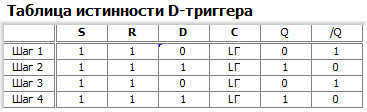 Таблица истинности D-триггера
S R D C Q /Q
Шаг 1 1 1 0 LГ 0 1
Шаг 2 1 1 1 LГ 1 0
Шаг 3 1 1 0 LГ 0 1
Шаг 4 1 1 1 LГ 1 0